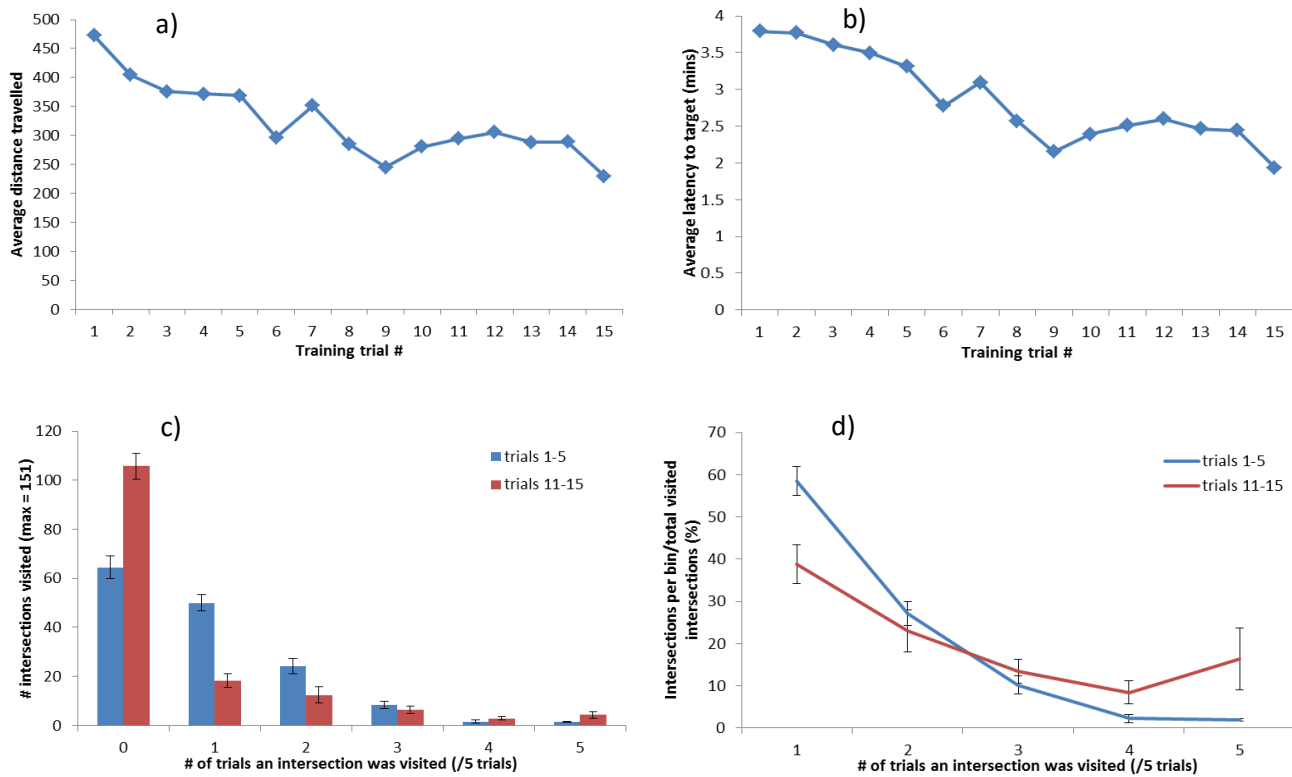 a)
Average distance travelled
500
450
400
350
300
250
200
150
100
50
0
1 2 3 4 5 6 7 8 9 10 11 12 13 14 15
Training trial #
b)
Average latency to target (mins)
4
3.5
3
2.5
2
1.5
1
0.5
0
1 2 3 4 5 6 7 8 9 10 11 12 13 14 15
Training trial #
c)
# intersections visited (max = 151)
120
100
80
60
40
20
0
trials 1-5
trials 11-15
0 1 2 3 4 5
# of trials an intersection was visited (/5 trials)
d)
Intersections per bin/total visited
intersections (%)
70
60
50
40
30
20
10
0
trials 1-5
trials 11-15
1 2 3 4 5
# of trials an intersection was visited (/5 trials)